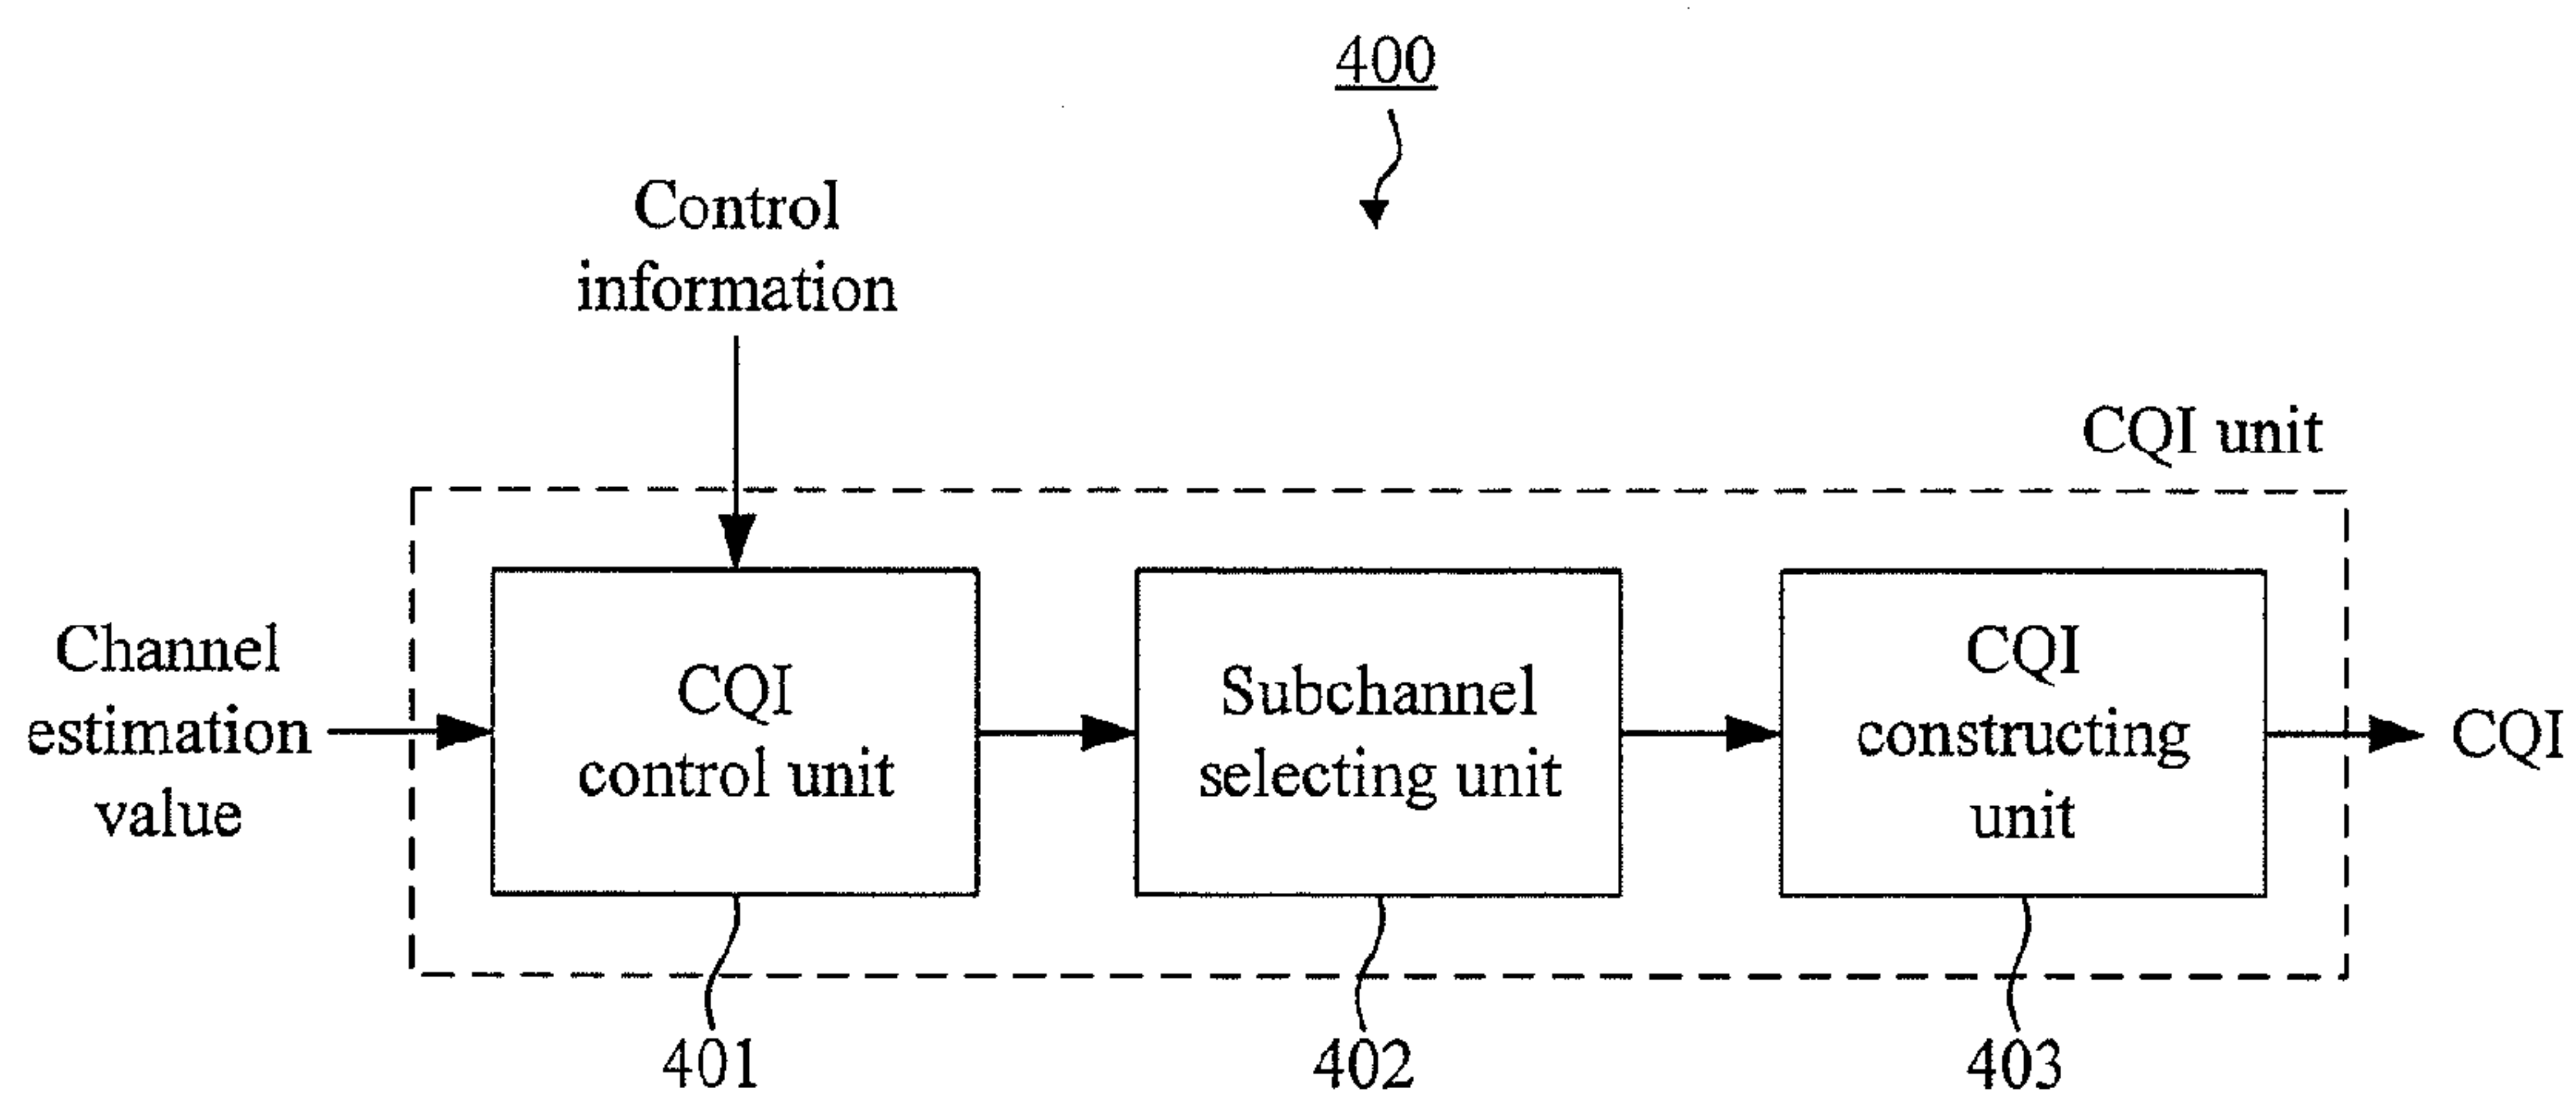 400
Control
information
CQI unit
Channel
estimation
value
CQI
control unit
Subchannel
selecting unit
CQI
constructing
unit
CQI
401
402
403